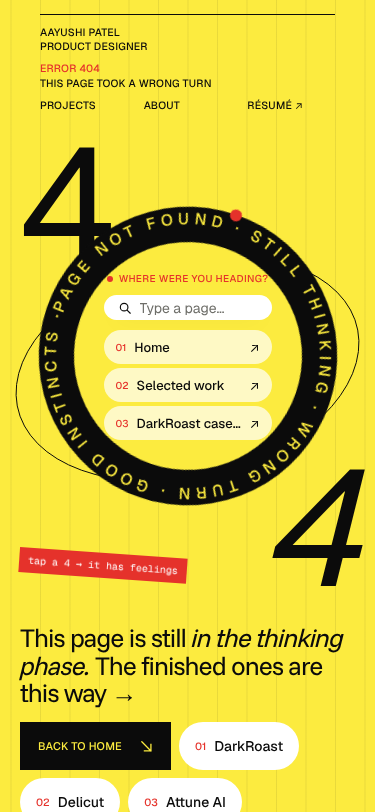 AAYUSHI PATEL
PRODUCT DESIGNER
ERROR 404
THIS PAGE TOOK A WRONG TURN
PROJECTS ABOUT RÉSUMÉ ↗
4
PAGE NOT FOUND · STILL THINKING · WRONG TURN · GOOD INSTINCTS ·
WHERE WERE YOU HEADING?
Type a page...
01 Home ↗
02 Selected work ↗
03 DarkRoast case... ↗
4
tap a 4 → it has feelings
This page is still in the thinking
phase. The finished ones are
this way →
BACK TO HOME ↘
01 DarkRoast
02 Delicut
03 Attune AI